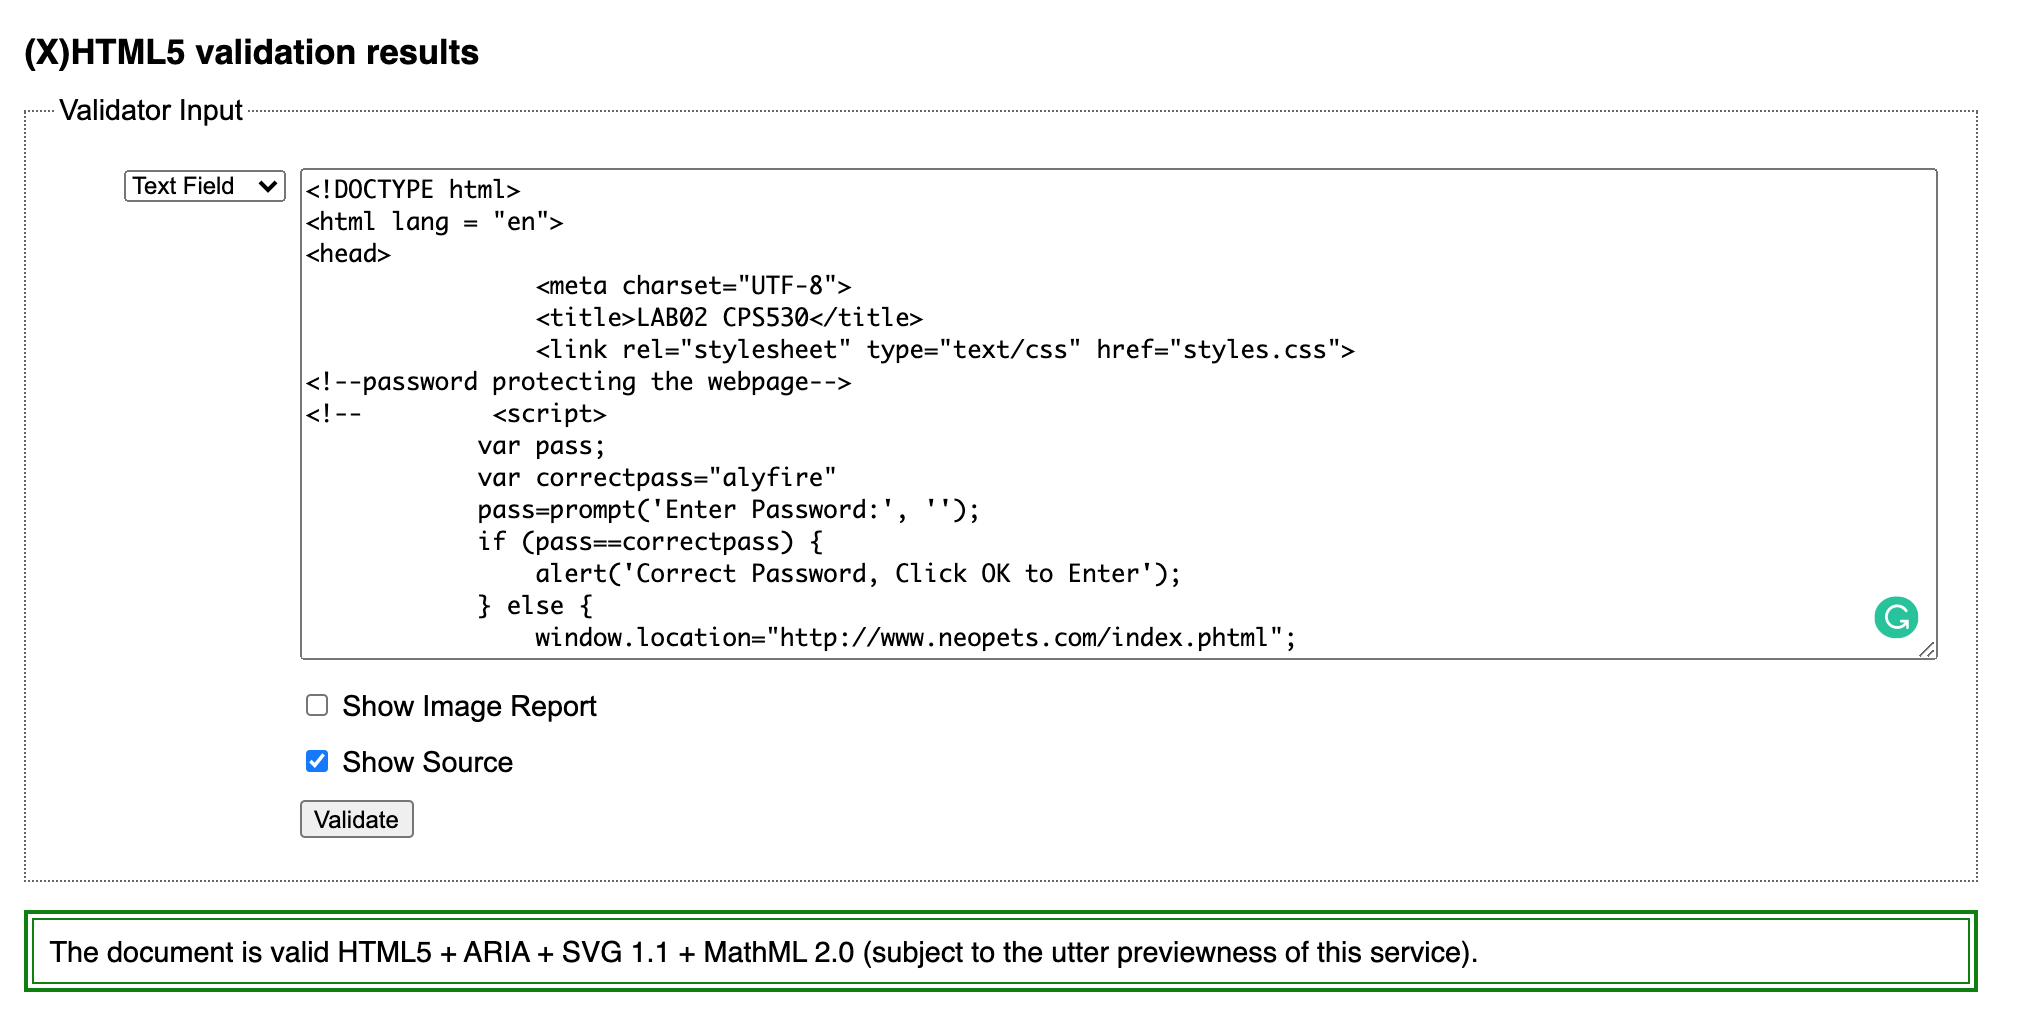 (X)HTML5 validation results
Validator Input
Text Field
<!DOCTYPE html>
<html lang = "en">
<head>
<meta charset="UTF-8">
<title>LAB02 CPS530</title>
<link rel="stylesheet" type="text/css" href="styles.css">
<!--password protecting the webpage-->
<!-- <script>
var pass;
var correctpass="alyfire"
pass=prompt('Enter Password:', '');
if (pass==correctpass) {
alert('Correct Password, Click OK to Enter');
} else {
window.location="http://www.neopets.com/index.phtml";
Show Image Report
Show Source
Validate
The document is valid HTML5 + ARIA + SVG 1.1 + MathML 2.0 (subject to the utter previewness of this service).